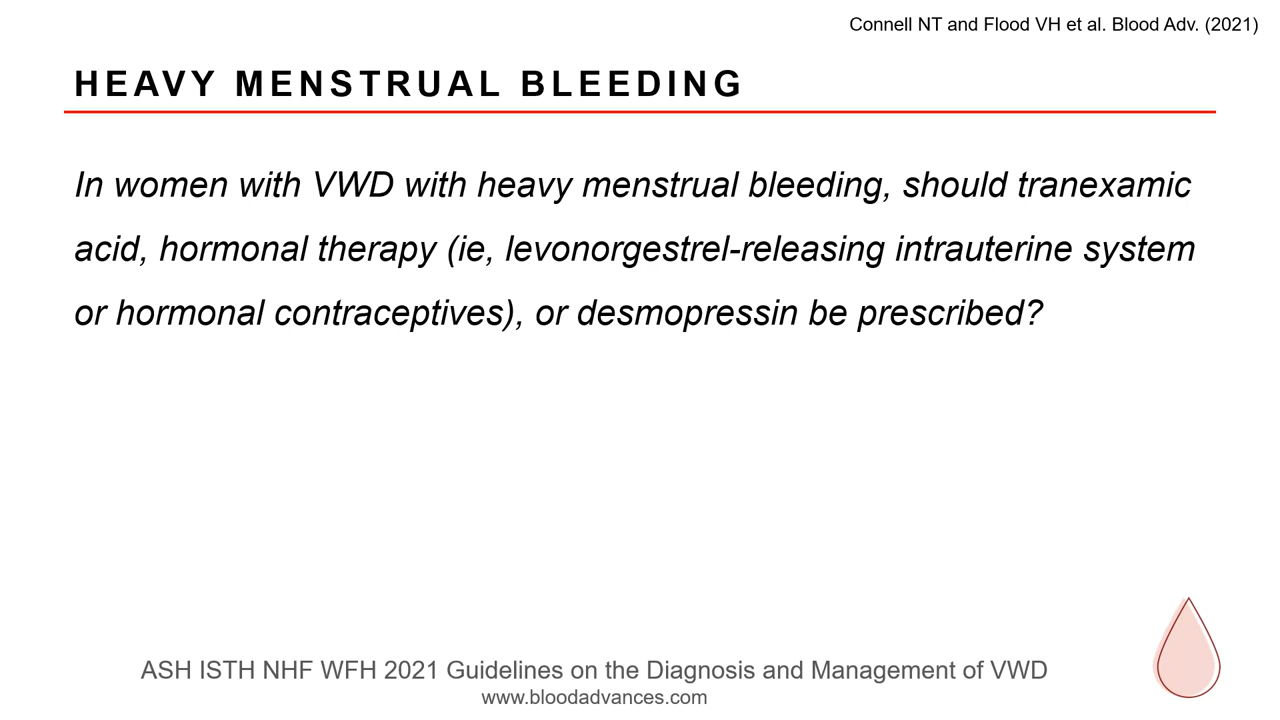 Connell NT and Flood VH et al. Blood Adv. (2021)
HEAVY MENSTRUAL BLEEDING
In women with VWD with heavy menstrual bleeding, should tranexamic
acid, hormonal therapy (ie, levonorgestrel-releasing intrauterine system
or hormonal contraceptives), or desmopressin be prescribed?
ASH ISTH NHF WFH 2021 Guidelines on the Diagnosis and Management of VWD
www.bloodadvances.com